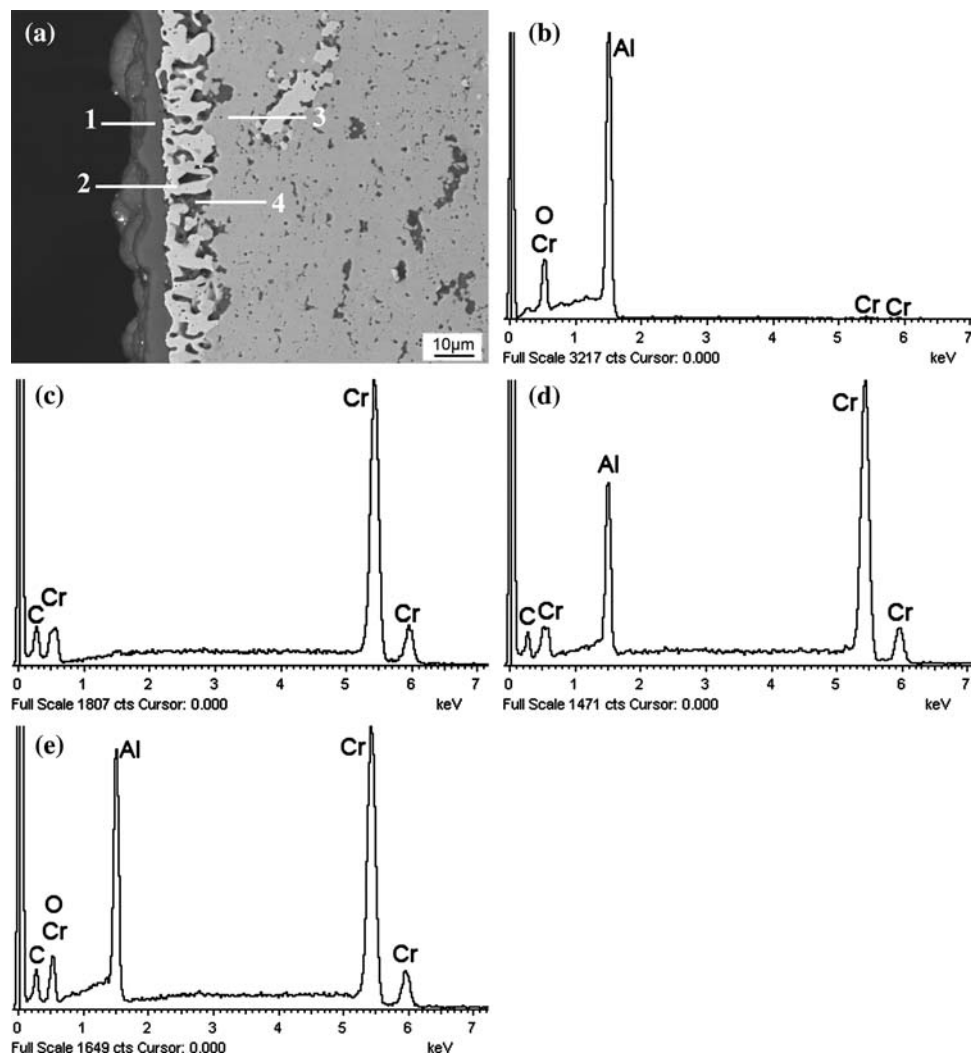 (a)
1
2
3
4
10µm
(b)
Al
O
Cr
Cr Cr
0 1 2 3 4 5 6 7
Full Scale 3217 cts Cursor: 0.000 keV
(c)
Cr
C
Cr
Cr
0 1 2 3 4 5 6 7
Full Scale 1807 cts Cursor: 0.000 keV
(d)
Cr
Al
C
Cr
Cr
0 1 2 3 4 5 6 7
Full Scale 1471 cts Cursor: 0.000 keV
(e)
Al
Cr
O
Cr
C
Cr
0 1 2 3 4 5 6 7
Full Scale 1649 cts Cursor: 0.000 keV